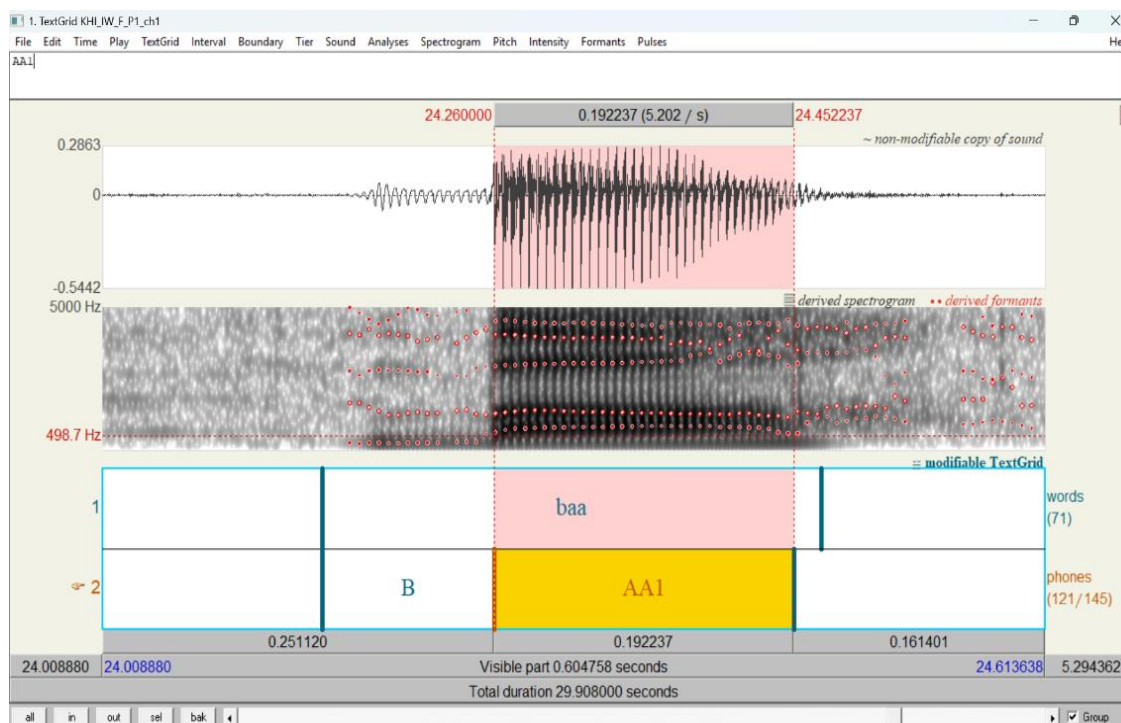 1. TextGrid KHI_IW_F_P1_ch1
File Edit Time Play TextGrid Interval Boundary Tier Sound Analyses Spectrogram Pitch Intensity Formants Pulses He
AA1
24.260000 0.192237 (5.202 / s) 24.452237
0.2863 ~ non-modifiable copy of sound
0
-0.5442
5000 Hz derived spectrogram derived formants
498.7 Hz
modifiable TextGrid
1 baa words
(71)
2 B AA1 phones
(121/145)
0.251120 0.192237 0.161401
24.008880 24.008880 Visible part 0.604758 seconds 24.613638 5.294362
Total duration 29.908000 seconds
all in out sel bak Group